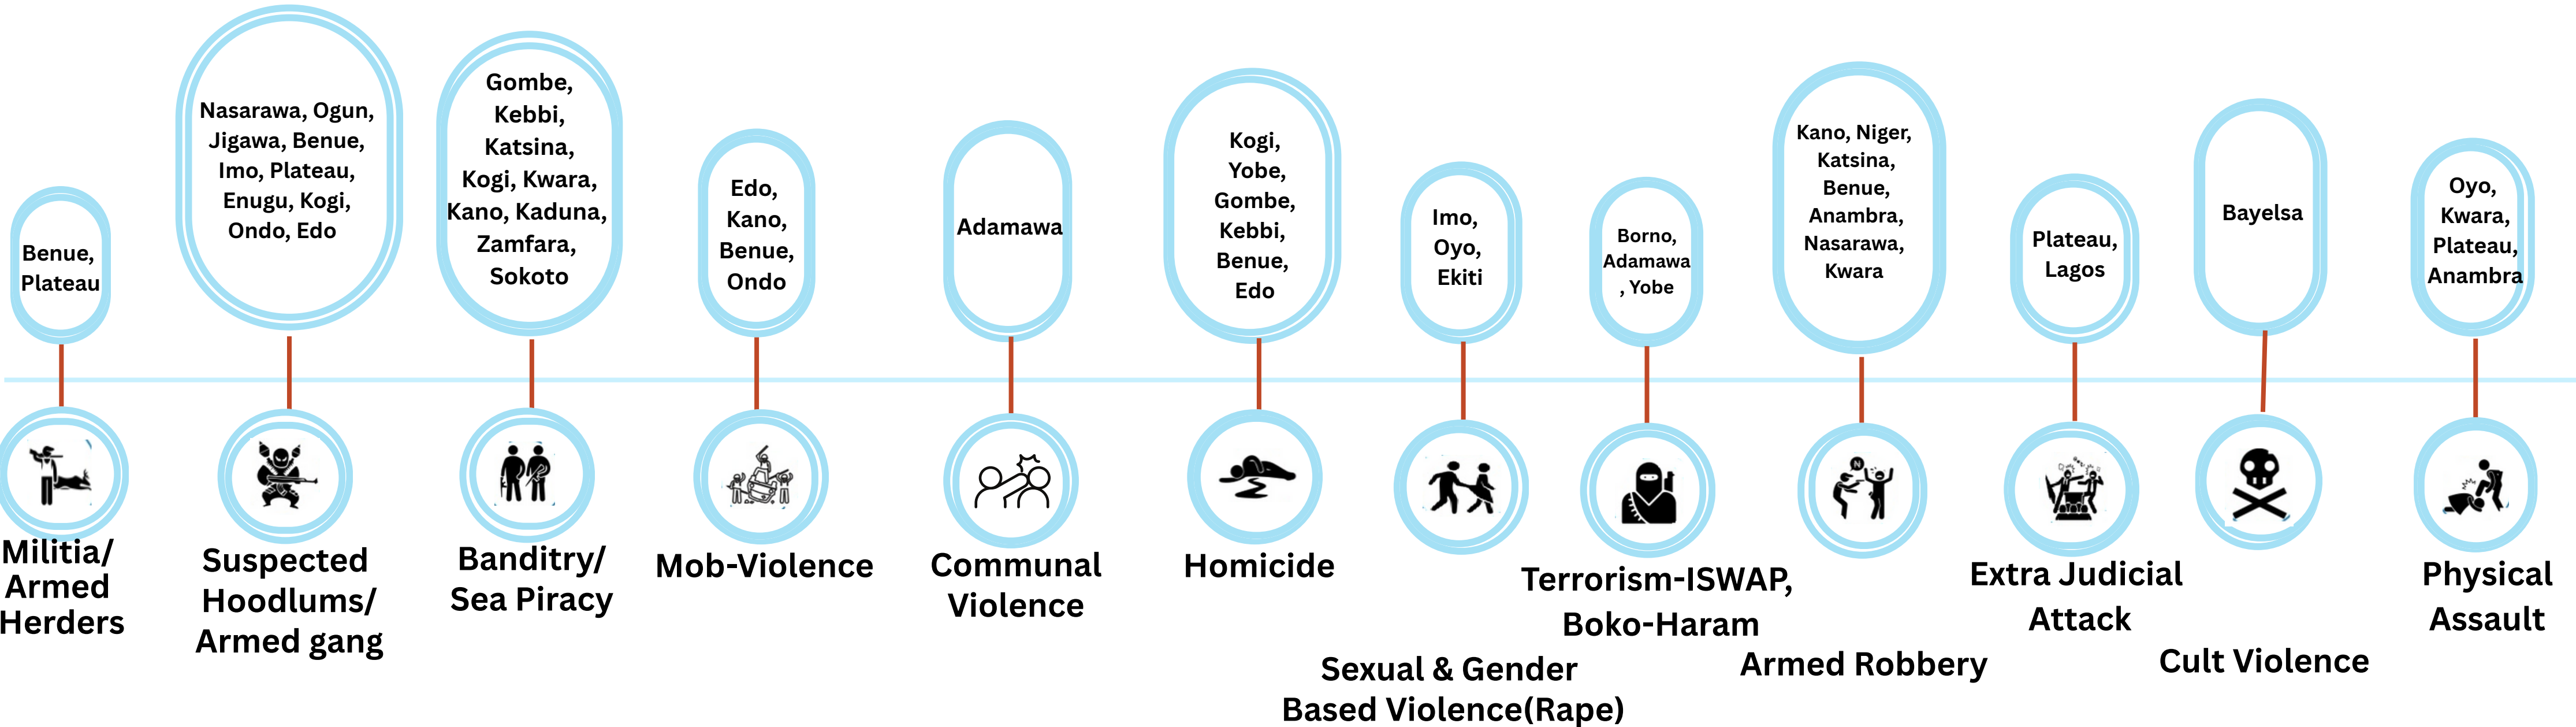 Benue,
Plateau
Militia/
Armed
Herders
Nasarawa, Ogun,
Jigawa, Benue,
Imo, Plateau,
Enugu, Kogi,
Ondo, Edo
Suspected
Hoodlums/
Armed gang
Gombe,
Kebbi,
Katsina,
Kogi, Kwara,
Kano, Kaduna,
Zamfara,
Sokoto
Banditry/
Sea Piracy
Edo,
Kano,
Benue,
Ondo
Mob-Violence
Adamawa
Communal
Violence
Kogi,
Yobe,
Gombe,
Kebbi,
Benue,
Edo
Homicide
Imo,
Oyo,
Ekiti
Sexual & Gender
Based Violence(Rape)
Borno,
Adamawa
, Yobe
Terrorism-ISWAP,
Boko-Haram
Kano, Niger,
Katsina,
Benue,
Anambra,
Nasarawa,
Kwara
N
Armed Robbery
Plateau,
Lagos
Extra Judicial
Attack
Bayelsa
Cult Violence
Oyo,
Kwara,
Plateau,
Anambra
Physical
Assault